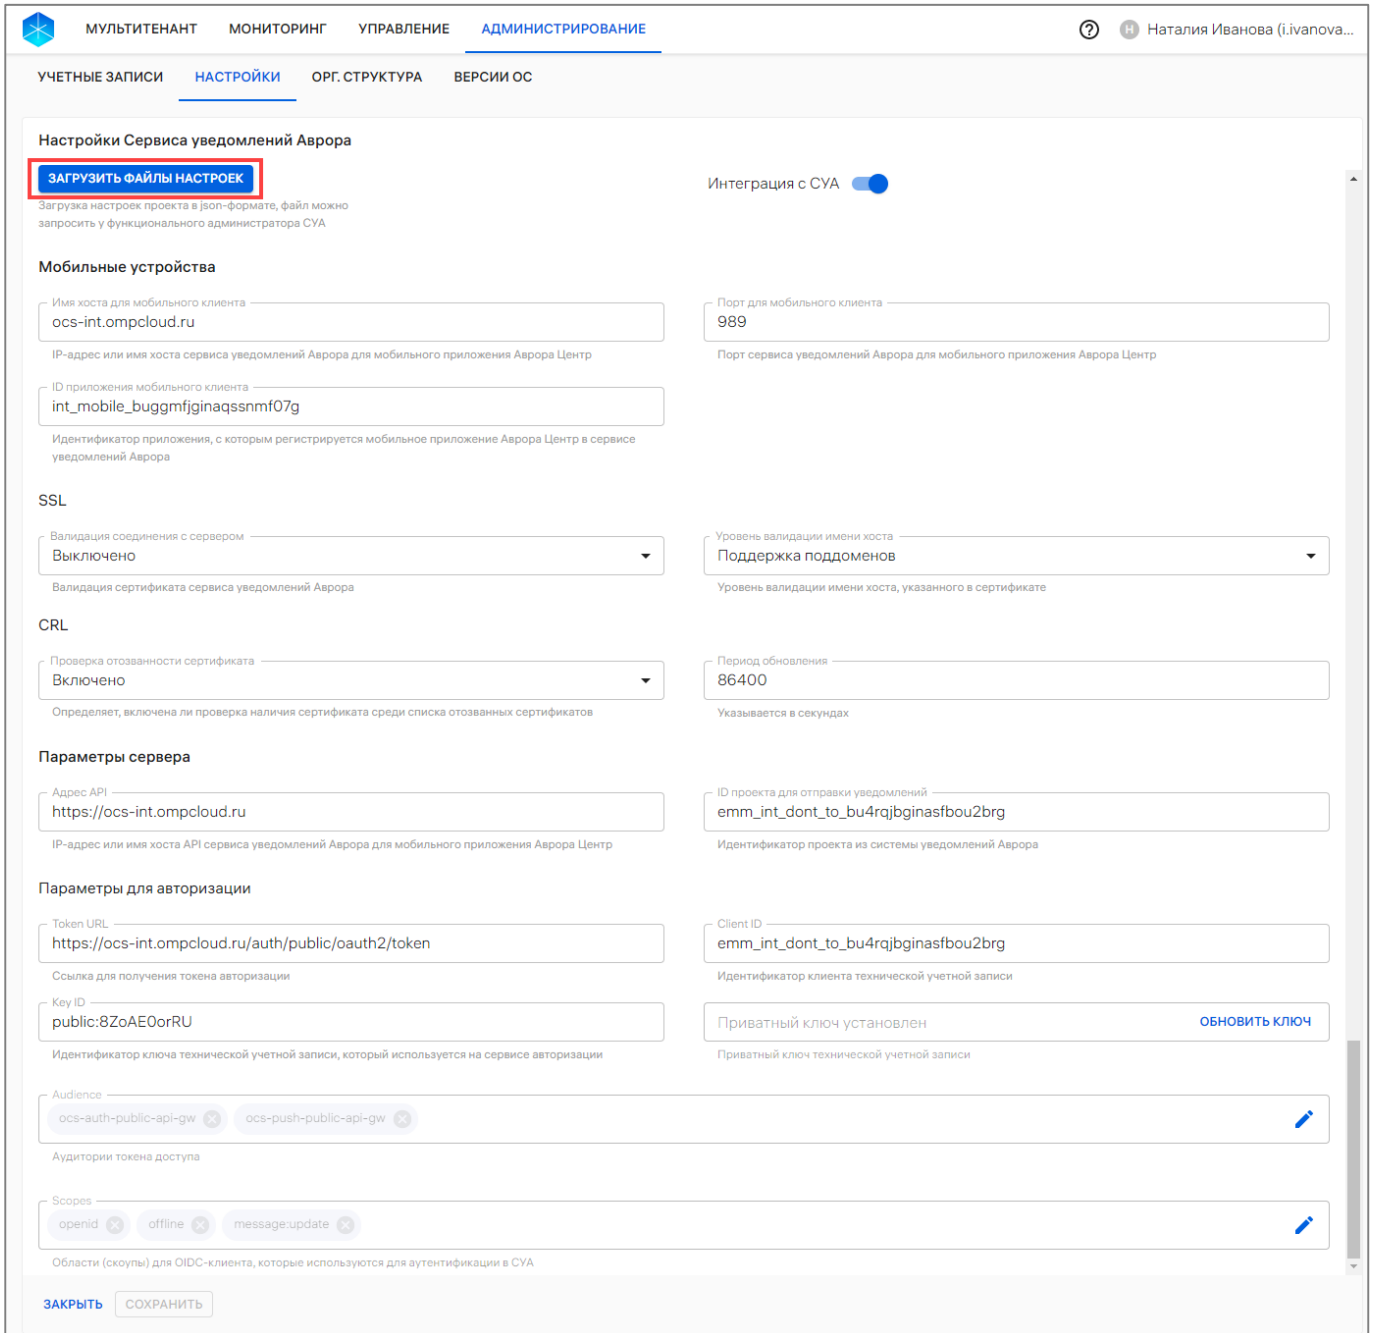 МУЛЬТИТЕНАНТ МОНИТОРИНГ УПРАВЛЕНИЕ АДМИНИСТРИРОВАНИЕ Н Наталия Иванова (i.ivanova...
УЧЕТНЫЕ ЗАПИСИ НАСТРОЙКИ ОРГ. СТРУКТУРА ВЕРСИИ ОС
Настройки Сервиса уведомлений Аврора
ЗАГРУЗИТЬ ФАЙЛЫ НАСТРОЕК
Интеграция с СУА
Загрузка настроек проекта в json-формате, файл можно
запросить у функционального администратора СУА
Мобильные устройства
Имя хоста для мобильного клиента Порт для мобильного клиента
ocs-int.ompcloud.ru 989
IP-адрес или имя хоста сервиса уведомлений Аврора для мобильного приложения Аврора Центр Порт сервиса уведомлений Аврора для мобильного приложения Аврора Центр
ID приложения мобильного клиента
int_mobile_buggmfjginaqssnmf07g
Идентификатор приложения, с которым регистрируется мобильное приложение Аврора Центр в сервисе
уведомлений Аврора
SSL
Валидация соединения с сервером Уровень валидации имени хоста
Выключено Поддержка поддоменов
Валидация сертификата сервиса уведомлений Аврора Уровень валидации имени хоста, указанного в сертификате
CRL
Проверка отозванности сертификата Период обновления
Включено 86400
Определяет, включена ли проверка наличия сертификата среди списка отозванных сертификатов Указывается в секундах
Параметры сервера
Адрес API ID проекта для отправки уведомлений
https://ocs-int.ompcloud.ru emm_int_dont_to_bu4rqjbginasfbou2brg
IP-адрес или имя хоста API сервиса уведомлений Аврора для мобильного приложения Аврора Центр Идентификатор проекта из системы уведомлений Аврора
Параметры для авторизации
Token URL Client ID
https://ocs-int.ompcloud.ru/auth/public/oauth2/token emm_int_dont_to_bu4rqjbginasfbou2brg
Ссылка для получения токена авторизации Идентификатор клиента технической учетной записи
Key ID
public:8ZoAE0orRU Приватный ключ установлен ОБНОВИТЬ КЛЮЧ
Идентификатор ключа технической учетной записи, который используется на сервисе авторизации Приватный ключ технической учетной записи
Audience
ocs-auth-public-api-gw ocs-push-public-api-gw
Аудитории токена доступа
Scopes
openid offline message:update
Области (скоупы) для OIDC-клиента, которые используются для аутентификации в СУА
ЗАКРЫТЬ СОХРАНИТЬ